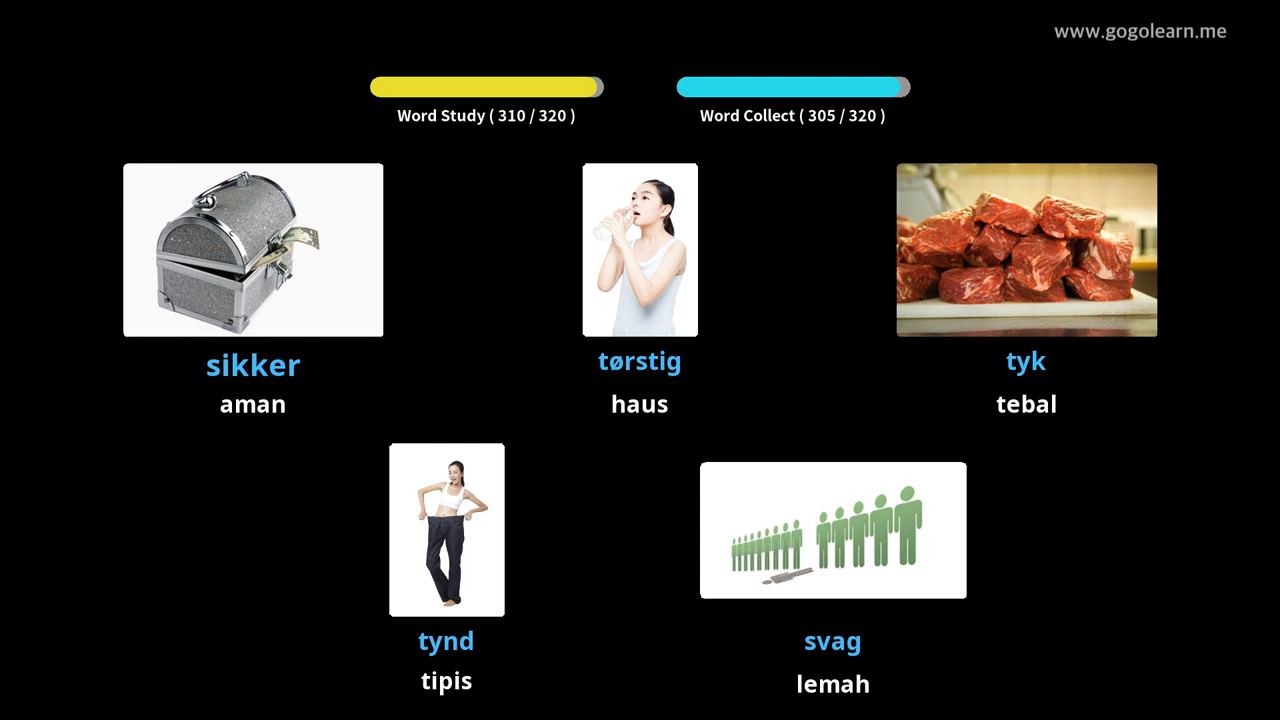 www.gogolearn.me
Word Study ( 310 / 320 )
Word Collect ( 305 / 320 )
sikker
aman
tørstig
haus
tyk
tebal
tynd
tipis
svag
lemah